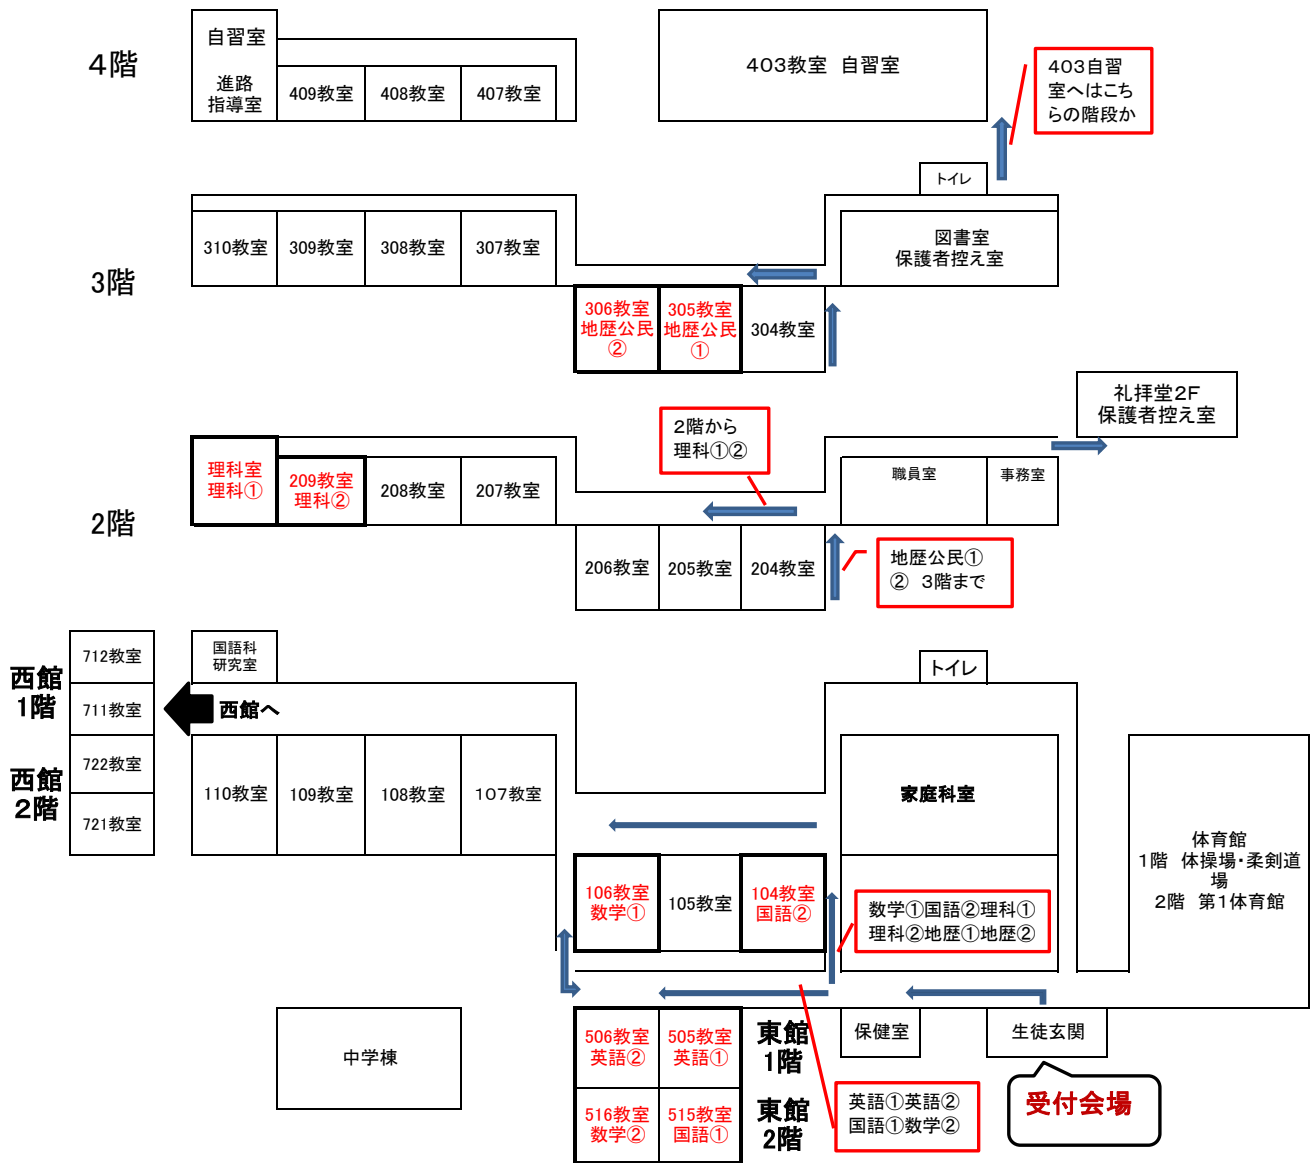 4階
自習室
進路
指導室
409教室
408教室
407教室
403教室 自習室
403自習
室へはこち
らの階段か
3階
310教室
309教室
308教室
307教室
306教室
地歴公民
②
305教室
地歴公民
①
304教室
トイレ
図書室
保護者控え室
2階
理科室
理科①
209教室
理科②
208教室
207教室
2階から
理科①②
206教室
205教室
204教室
職員室
事務室
礼拝堂2F
保護者控え室
地歴公民①
② 3階まで
西館
1階
712教室
711教室
西館
2階
722教室
721教室
国語科
研究室
西館へ
110教室
109教室
108教室
107教室
トイレ
家庭科室
体育館
1階 体操場・柔剣道
場
2階 第1体育館
106教室
数学①
105教室
104教室
国語②
数学①国語②理科①
理科②地歴①地歴②
中学棟
506教室
英語②
505教室
英語①
東館
1階
保健室
生徒玄関
516教室
数学②
515教室
国語①
東館
2階
英語①英語②
国語①数学②
受付会場